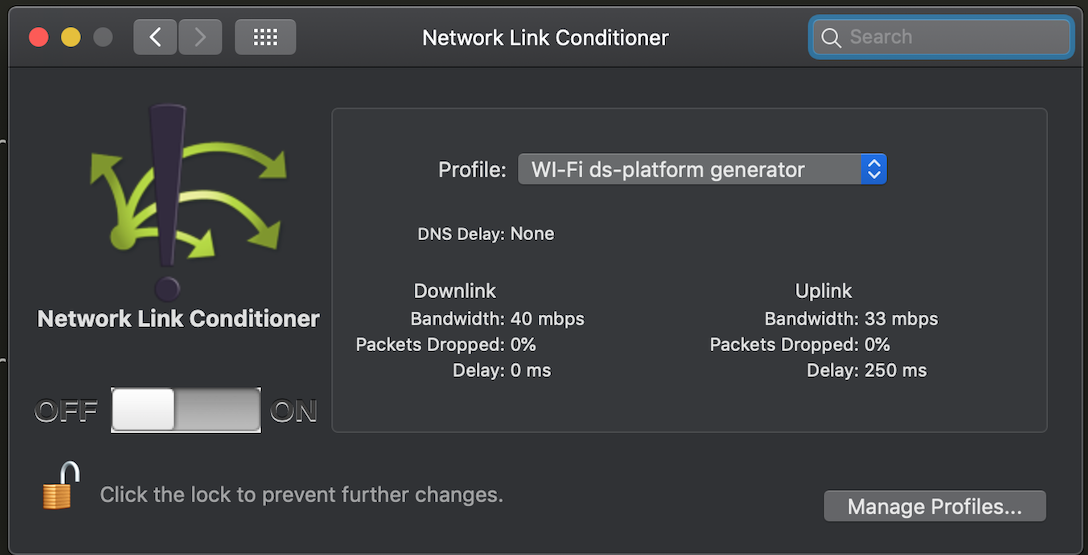 Network Link Conditioner
Search
Profile: WI-Fi ds-platform generator
DNS Delay: None
Downlink
Bandwidth: 40 mbps
Packets Dropped: 0%
Delay: 0 ms
Uplink
Bandwidth: 33 mbps
Packets Dropped: 0%
Delay: 250 ms
Network Link Conditioner
OFF ON
Click the lock to prevent further changes.
Manage Profiles...